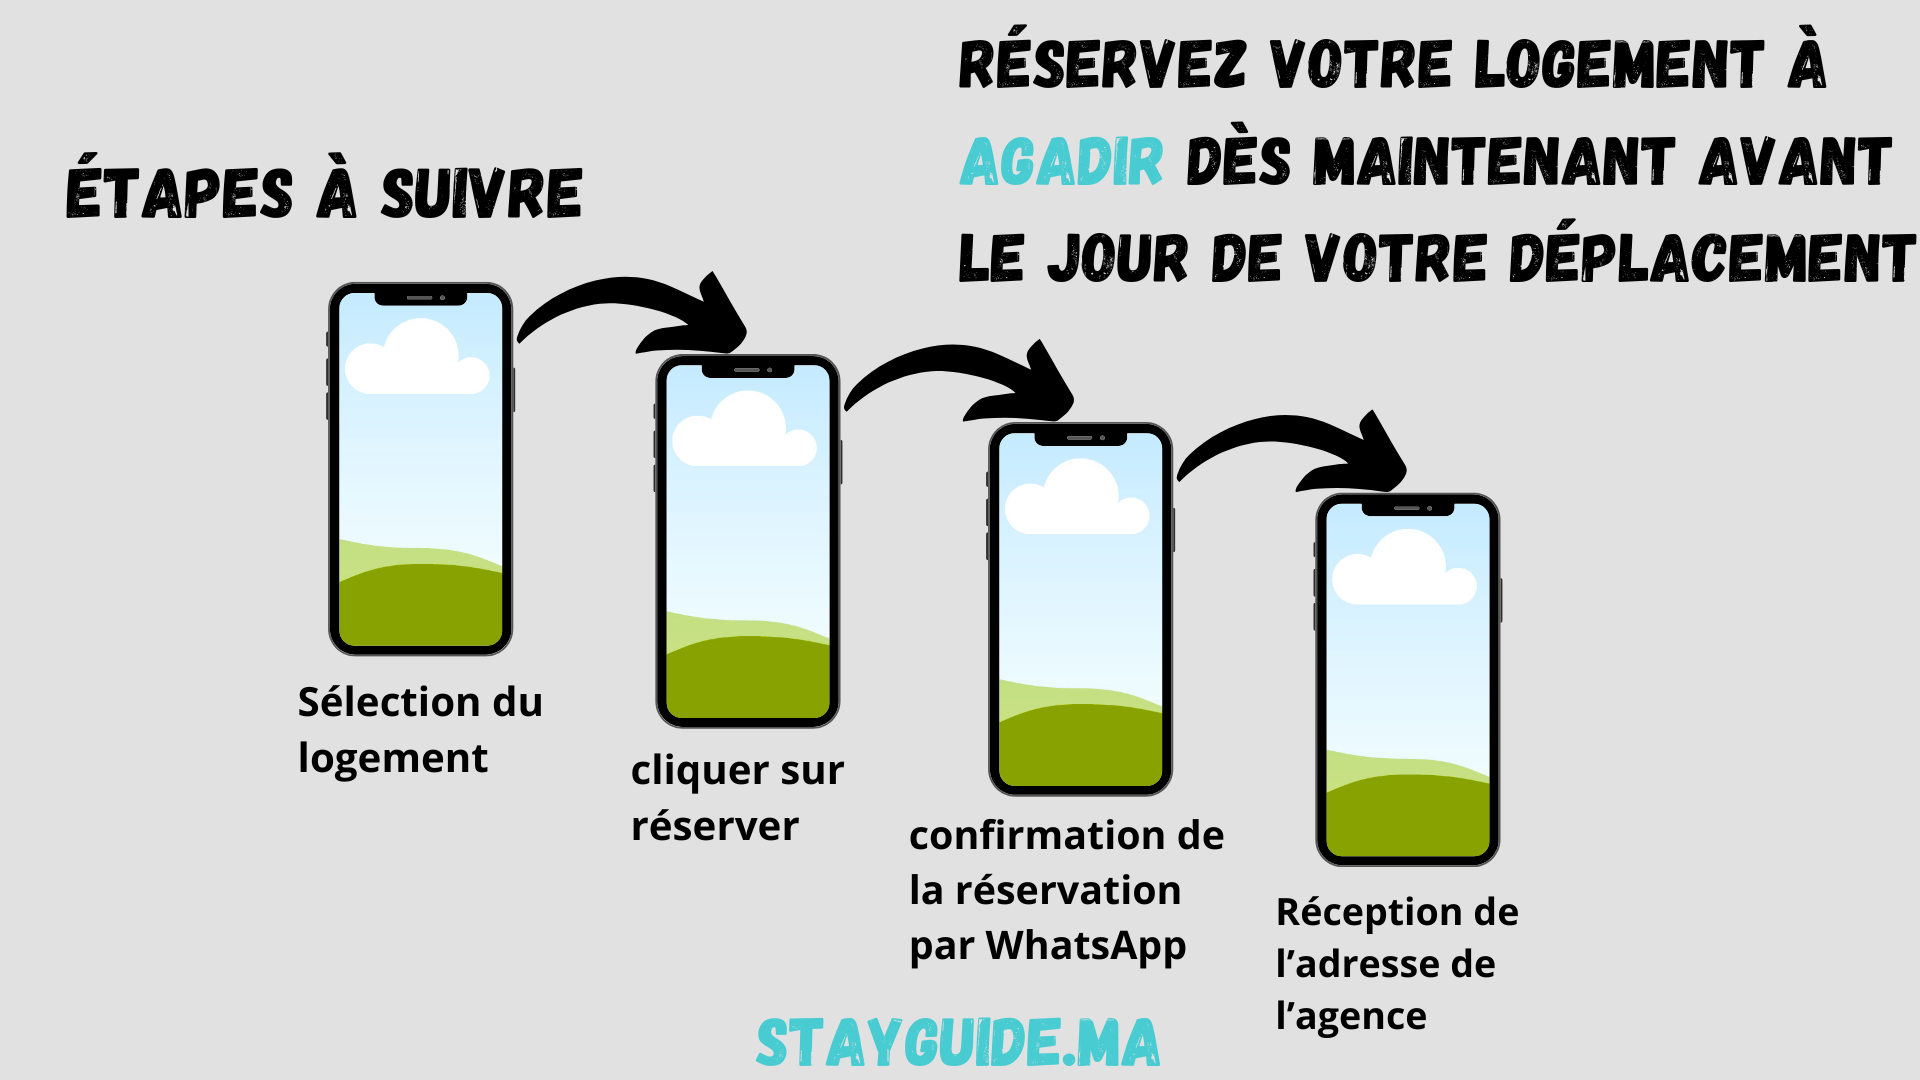 RÉSERVEZ VOTRE LOGEMENT À
AGADIR DÈS MAINTENANT AVANT
LE JOUR DE VOTRE DÉPLACEMENT
ÉTAPES À SUIVRE
Sélection du
logement
cliquer sur
réserver
confirmation de
la réservation
par WhatsApp
Réception de
l’adresse de
l’agence
STAYGUIDE.MA